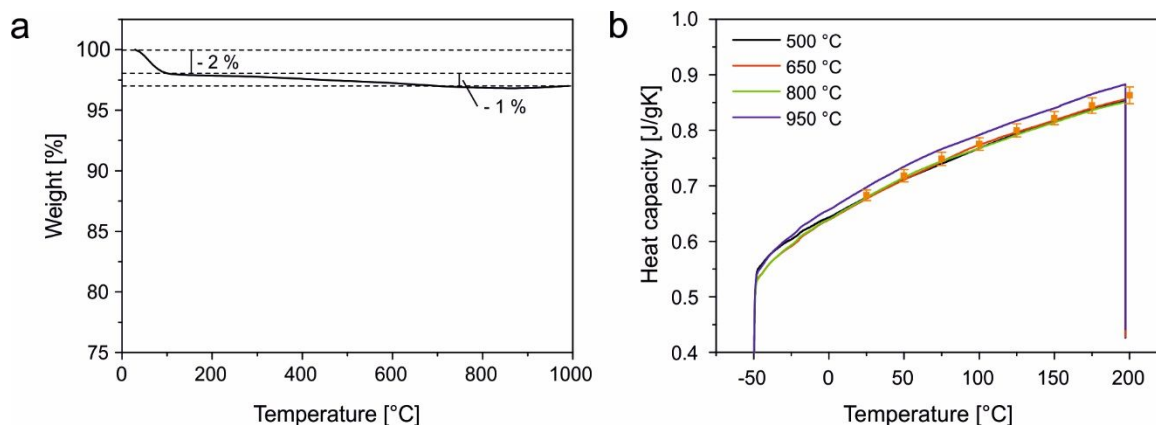 a
100
95
90
85
80
75
0
200
400
600
800
1000
- 2 %
- 1 %
Weight [%]
Temperature [°C]
b
1.0
0.9
0.8
0.7
0.6
0.5
0.4
-50
0
50
100
150
200
500 °C
650 °C
800 °C
950 °C
Heat capacity [J/gK]
Temperature [°C]